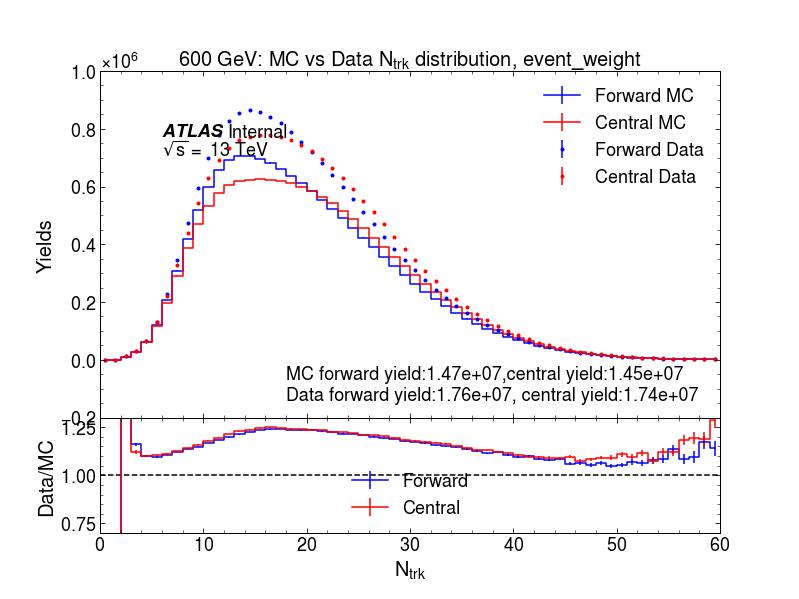 ×10⁶
600 GeV: MC vs Data Nₜᵣₖ distribution, event_weight
1.0
0.8
0.6
0.4
0.2
0.0
0.2
Yields
ATLAS Internal
√s = 13 TeV
Forward MC
Central MC
Forward Data
Central Data
MC forward yield:1.47e+07,central yield:1.45e+07
Data forward yield:1.76e+07, central yield:1.74e+07
1.25
1.00
0.75
Data/MC
Forward
Central
0 10 20 30 40 50 60
Nₜᵣₖ